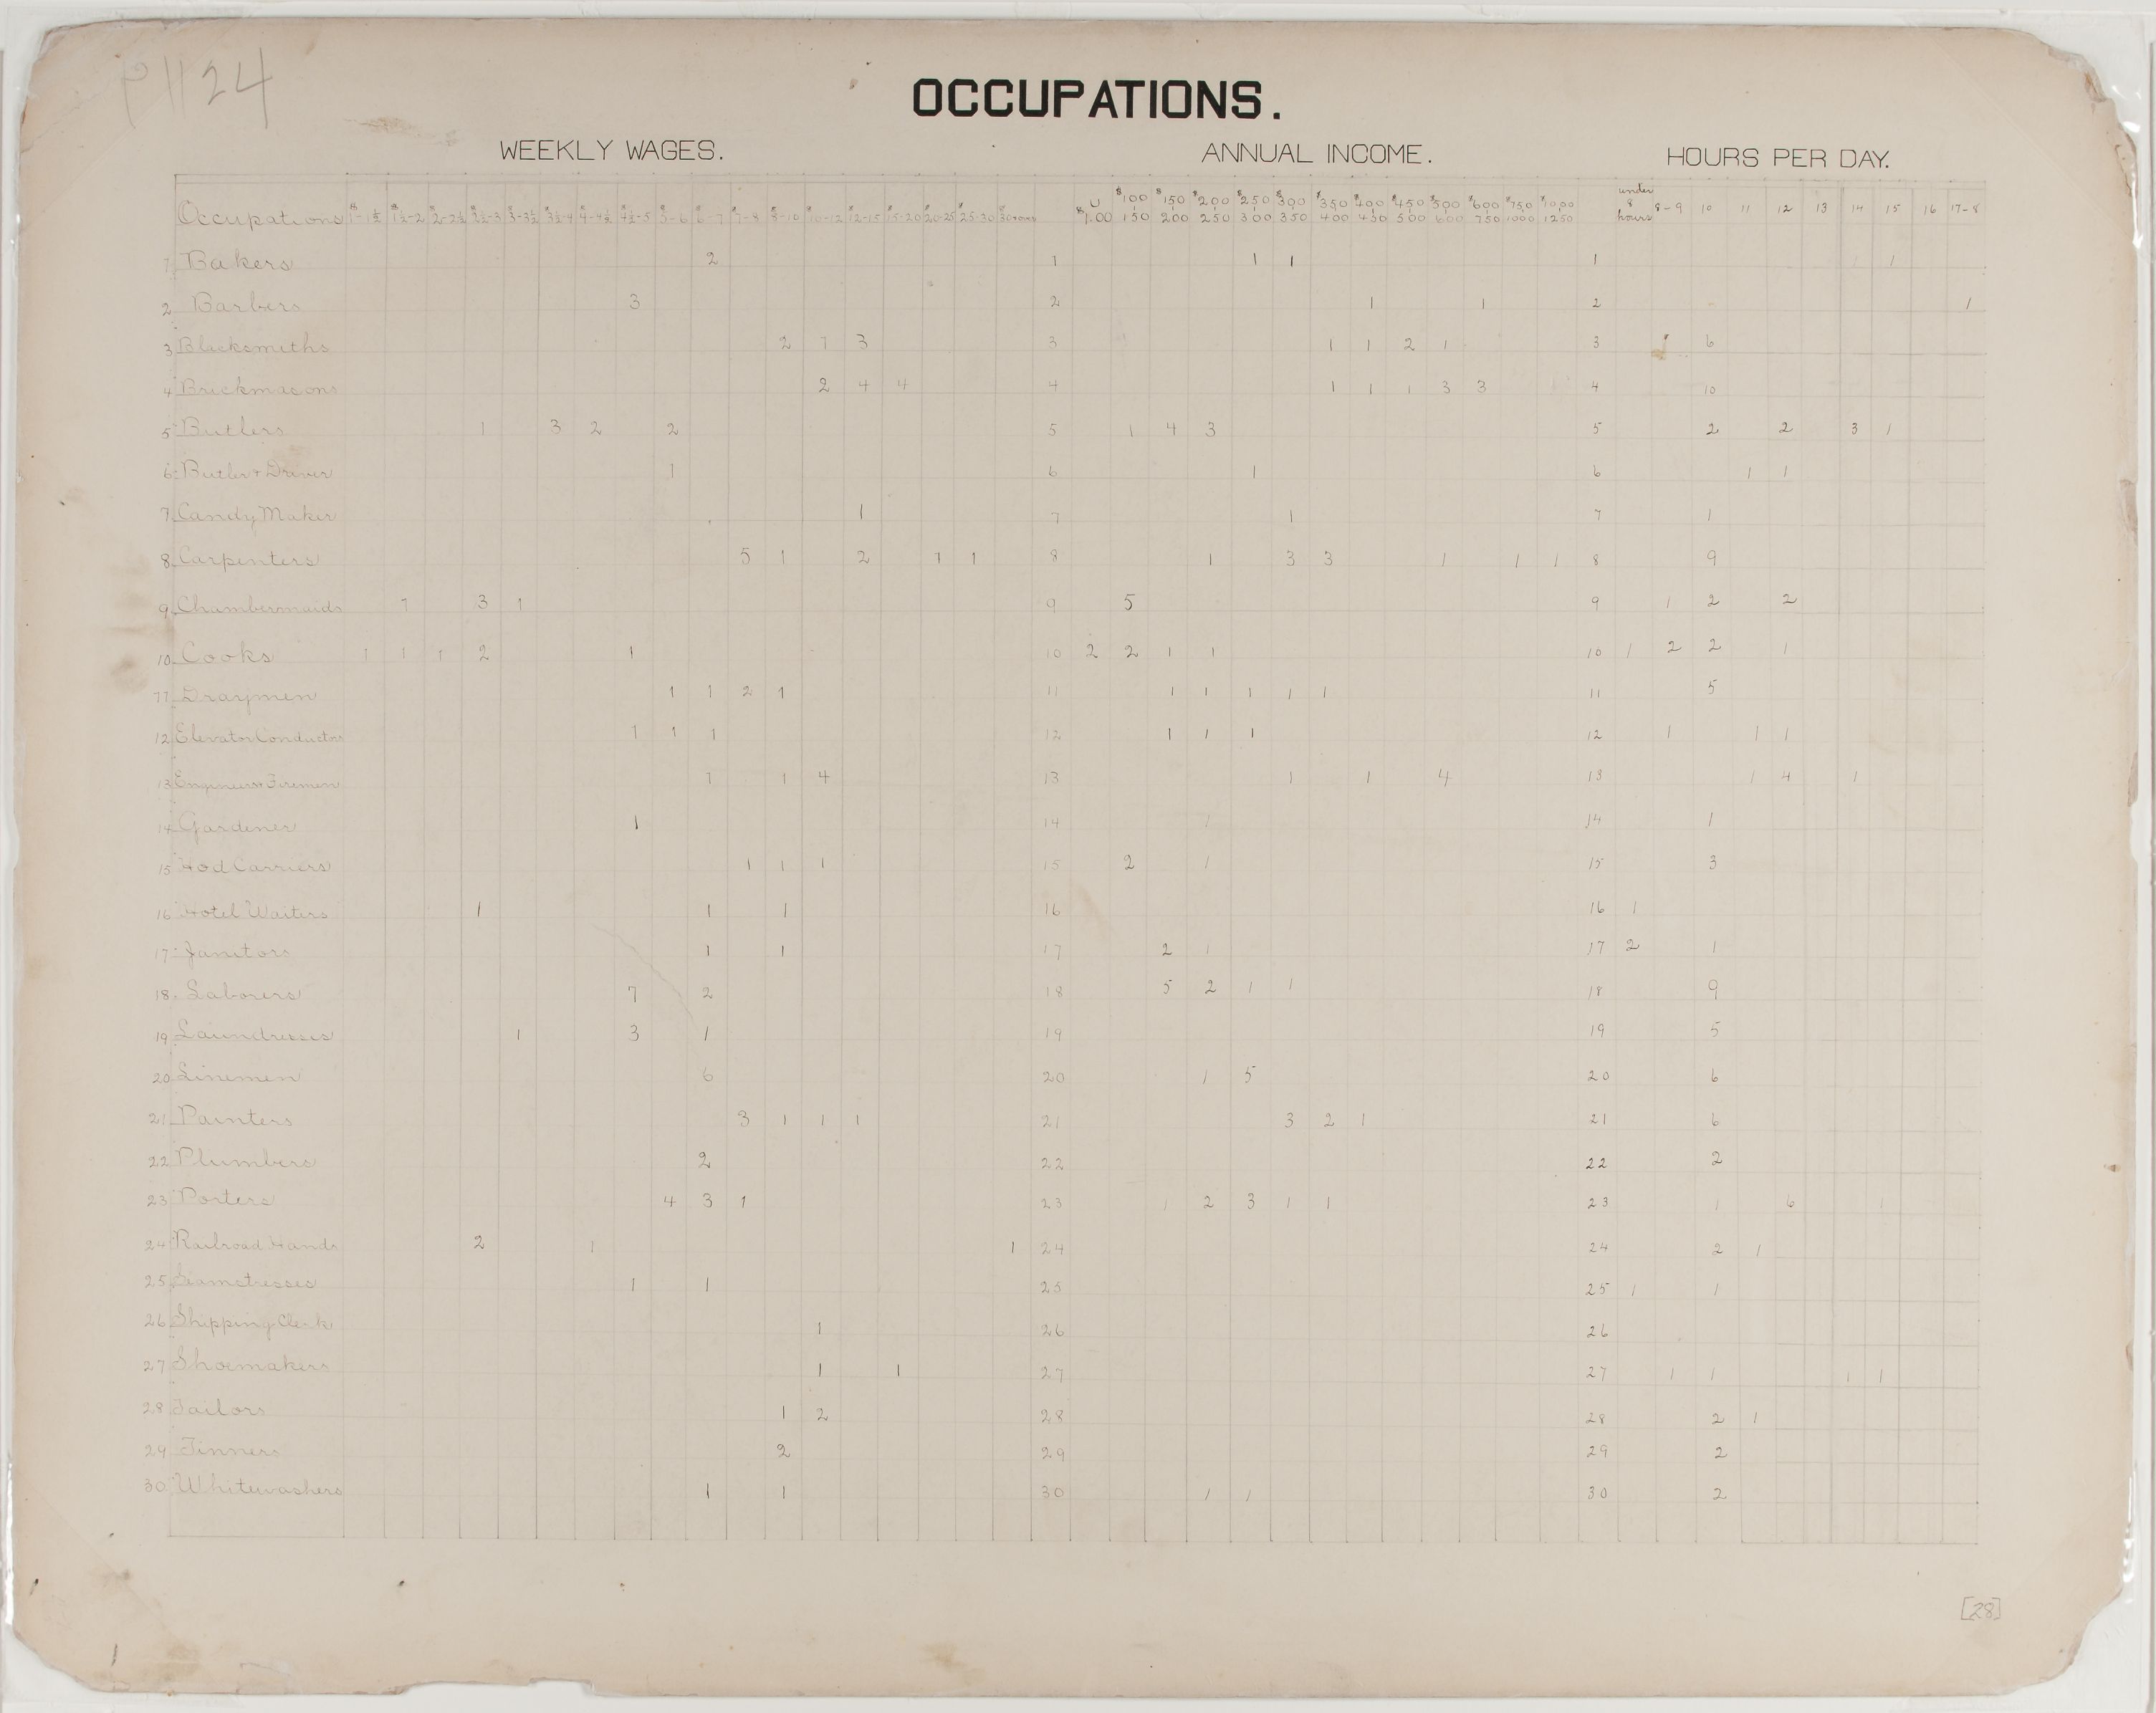 P1124
OCCUPATIONS.
WEEKLY WAGES. ANNUAL INCOME. HOURS PER DAY.
Occupations $1-1½ $1½-2 $2-2½ $2½-3 $3-3½ $3½-4 $4-4½ $4½-5 $5-6 $6-7 $7-8 $8-10 $10-12 $12-15 $15-20 $20-25 $25-30 $30 0 $100 $100 150 $150 200 $200 250 $250 300 $300 350 $350 400 $400 450 $450 500 $500 600 $600 750 $750 1000 $1000 1250 under 8 hours 8-9 10 11 12 13 14 15 16 17-8
1 Bakers 2 1 1 1 1 1 1
2 Barbers 3 2 1 1 2 1
3 Blacksmiths 2 1 3 3 1 1 2 1 3 6
4 Brickmasons 2 4 4 4 1 1 1 3 3 4 10
5 Butlers 1 3 2 2 5 1 4 3 5 2 2 3 1
6 Butler & Driver 1 6 1 6 1 1
7 Candy Maker 1 7 1 7 1
8 Carpenters 5 1 2 1 1 8 1 3 3 1 1 1 8 9
9 Chambermaids 1 3 1 9 5 9 1 2 2
10 Cooks 1 1 1 2 1 10 2 2 1 1 10 1 2 2 1
11 Draymen 1 1 2 1 11 1 1 1 1 1 11 5
12 Elevator Conductor 1 1 1 12 1 1 1 12 1 1 1
13 Engineers & Firemen 1 1 4 13 1 1 4 13 1 4 1
14 Gardener 1 14 1 14 1
15 Hod Carriers 1 1 1 15 2 1 15 3
16 Hotel Waiters 1 1 1 16 16 1
17 Janitors 1 1 17 2 1 17 2 1
18 Laborers 7 2 18 5 2 1 1 18 9
19 Laundresses 1 3 1 19 19 5
20 Linemen 6 20 1 5 20 6
21 Painters 3 1 1 1 21 3 2 1 21 6
22 Plumbers 2 22 22 2
23 Porters 4 3 1 23 1 2 3 1 1 23 1 6 1
24 Railroad Hands 2 1 1 24 24 2 1
25 Seamstresses 1 1 25 25 1 1
26 Shipping Clerk 1 26 26
27 Shoemakers 1 1 27 27 1 1 1 1
28 Tailors 1 2 28 28 2 1
29 Tinners 2 29 29 2
30 Whitewashers 1 1 30 1 1 30 2
[28]